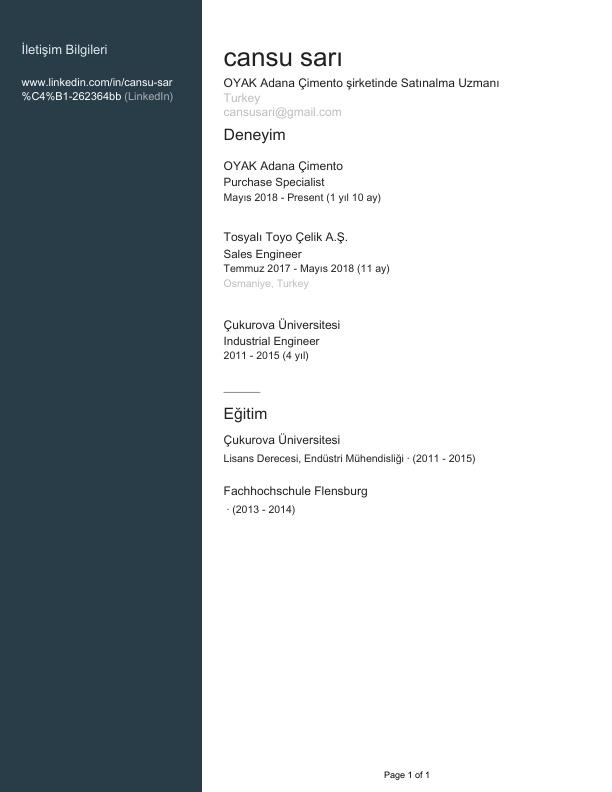 İletişim Bilgileri
www.linkedin.com/in/cansu-sar
%C4%B1-262364bb (LinkedIn)
cansu sarı
OYAK Adana Çimento şirketinde Satınalma Uzmanı
Turkey
cansusari@gmail.com
Deneyim
OYAK Adana Çimento
Purchase Specialist
Mayıs 2018 - Present (1 yıl 10 ay)
Tosyalı Toyo Çelik A.Ş.
Sales Engineer
Temmuz 2017 - Mayıs 2018 (11 ay)
Osmaniye, Turkey
Çukurova Üniversitesi
Industrial Engineer
2011 - 2015 (4 yıl)
Eğitim
Çukurova Üniversitesi
Lisans Derecesi, Endüstri Mühendisliği · (2011 - 2015)
Fachhochschule Flensburg
· (2013 - 2014)
Page 1 of 1